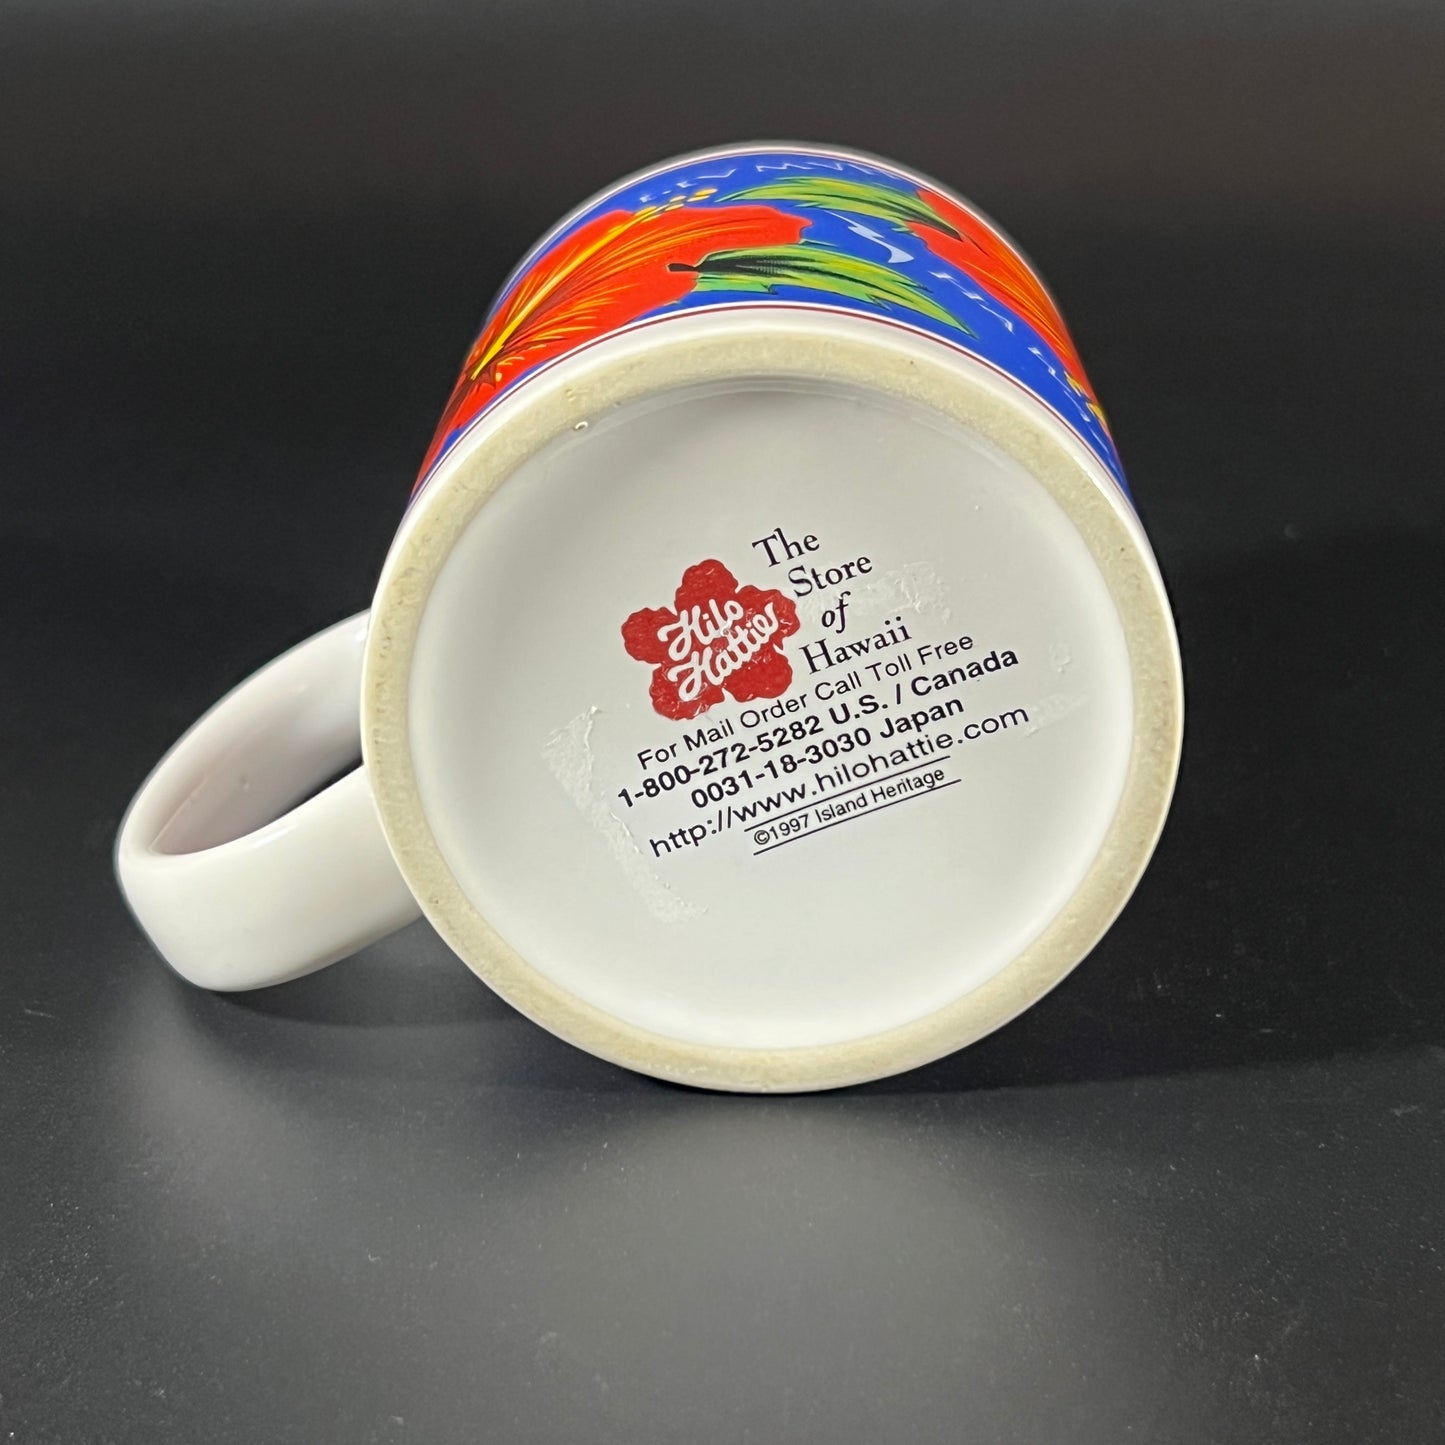 Hilo
Hattie
The
Store
of
Hawaii
For Mail Order Call Toll Free
1-800-272-5282 U.S. / Canada
0031-18-3030 Japan
http://www.hilohattie.com
©1997 Island Heritage